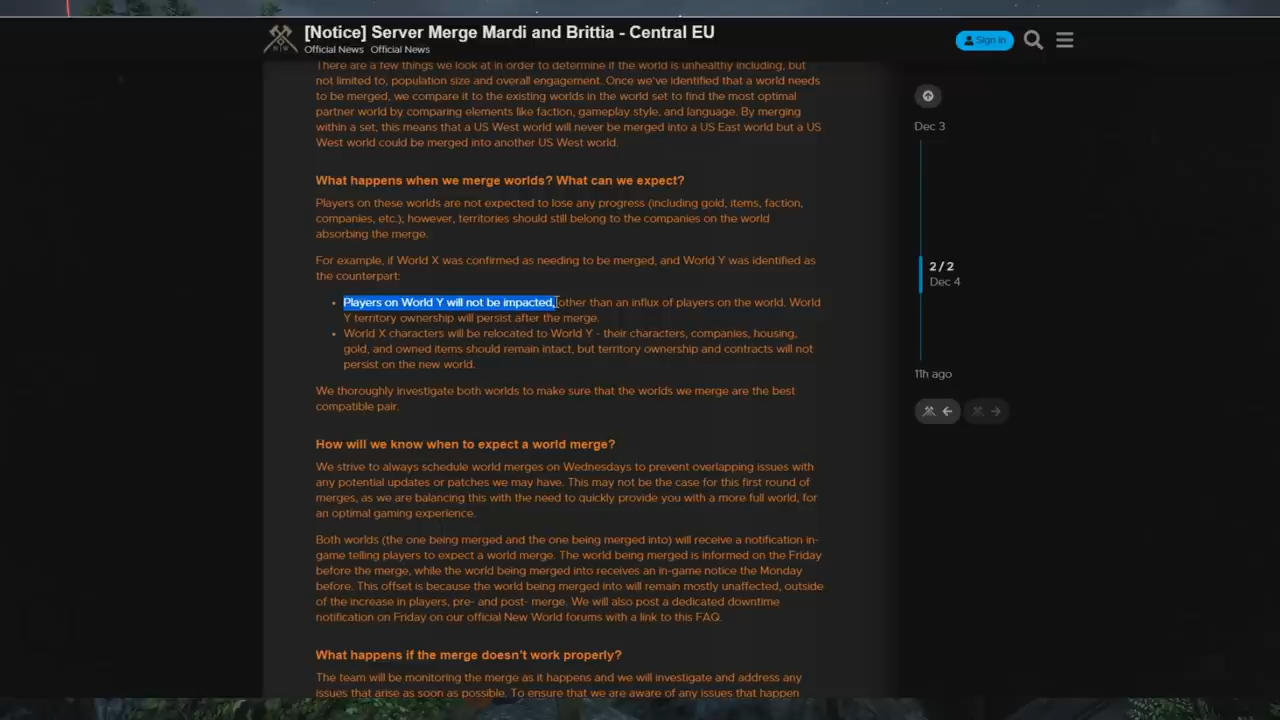 [Notice] Server Merge Mardi and Brittia - Central EU
Official News Official News
Sign In
There are a few things we look at in order to determine if the world is unhealthy including, but
not limited to, population size and overall engagement. Once we've identified that a world needs
to be merged, we compare it to the existing worlds in the world set to find the most optimal
partner world by comparing elements like faction, gameplay style, and language. By merging
within a set, this means that a US West world will never be merged into a US East world but a US
West world could be merged into another US West world.
What happens when we merge worlds? What can we expect?
Players on these worlds are not expected to lose any progress (including gold, items, faction,
companies, etc.); however, territories should still belong to the companies on the world
absorbing the merge.
For example, if World X was confirmed as needing to be merged, and World Y was identified as
the counterpart:
Players on World Y will not be impacted, other than an influx of players on the world. World
Y territory ownership will persist after the merge.
World X characters will be relocated to World Y - their characters, companies, housing,
gold, and owned items should remain intact, but territory ownership and contracts will not
persist on the new world.
We thoroughly investigate both worlds to make sure that the worlds we merge are the best
compatible pair.
How will we know when to expect a world merge?
We strive to always schedule world merges on Wednesdays to prevent overlapping issues with
any potential updates or patches we may have. This may not be the case for this first round of
merges, as we are balancing this with the need to quickly provide you with a more full world, for
an optimal gaming experience.
Both worlds (the one being merged and the one being merged into) will receive a notification in-
game telling players to expect a world merge. The world being merged is informed on the Friday
before the merge, while the world being merged into receives an in-game notice the Monday
before. This offset is because the world being merged into will remain mostly unaffected, outside
of the increase in players, pre- and post- merge. We will also post a dedicated downtime
notification on Friday on our official New World forums with a link to this FAQ.
What happens if the merge doesn't work properly?
The team will be monitoring the merge as it happens and we will investigate and address any
issues that arise as soon as possible. To ensure that we are aware of any issues that happen
Dec 3
2 / 2
Dec 4
11h ago